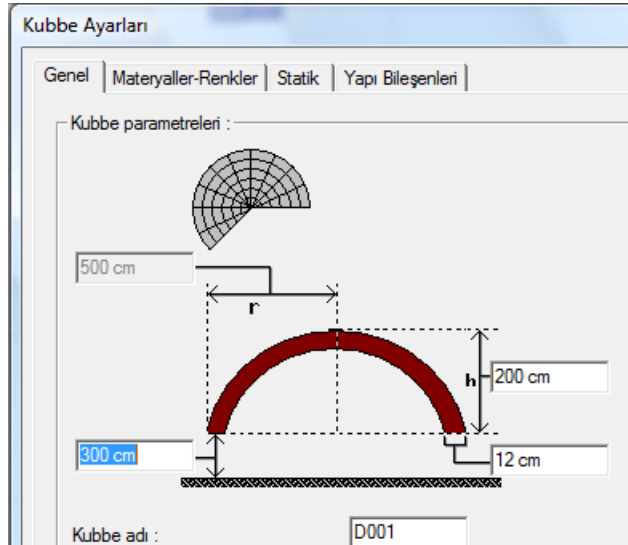 Kubbe Ayarları
Genel Materyaller-Renkler Statik Yapı Bileşenleri
Kubbe parametreleri :
500 cm
r
h
200 cm
300 cm
12 cm
Kubbe adı :
D001